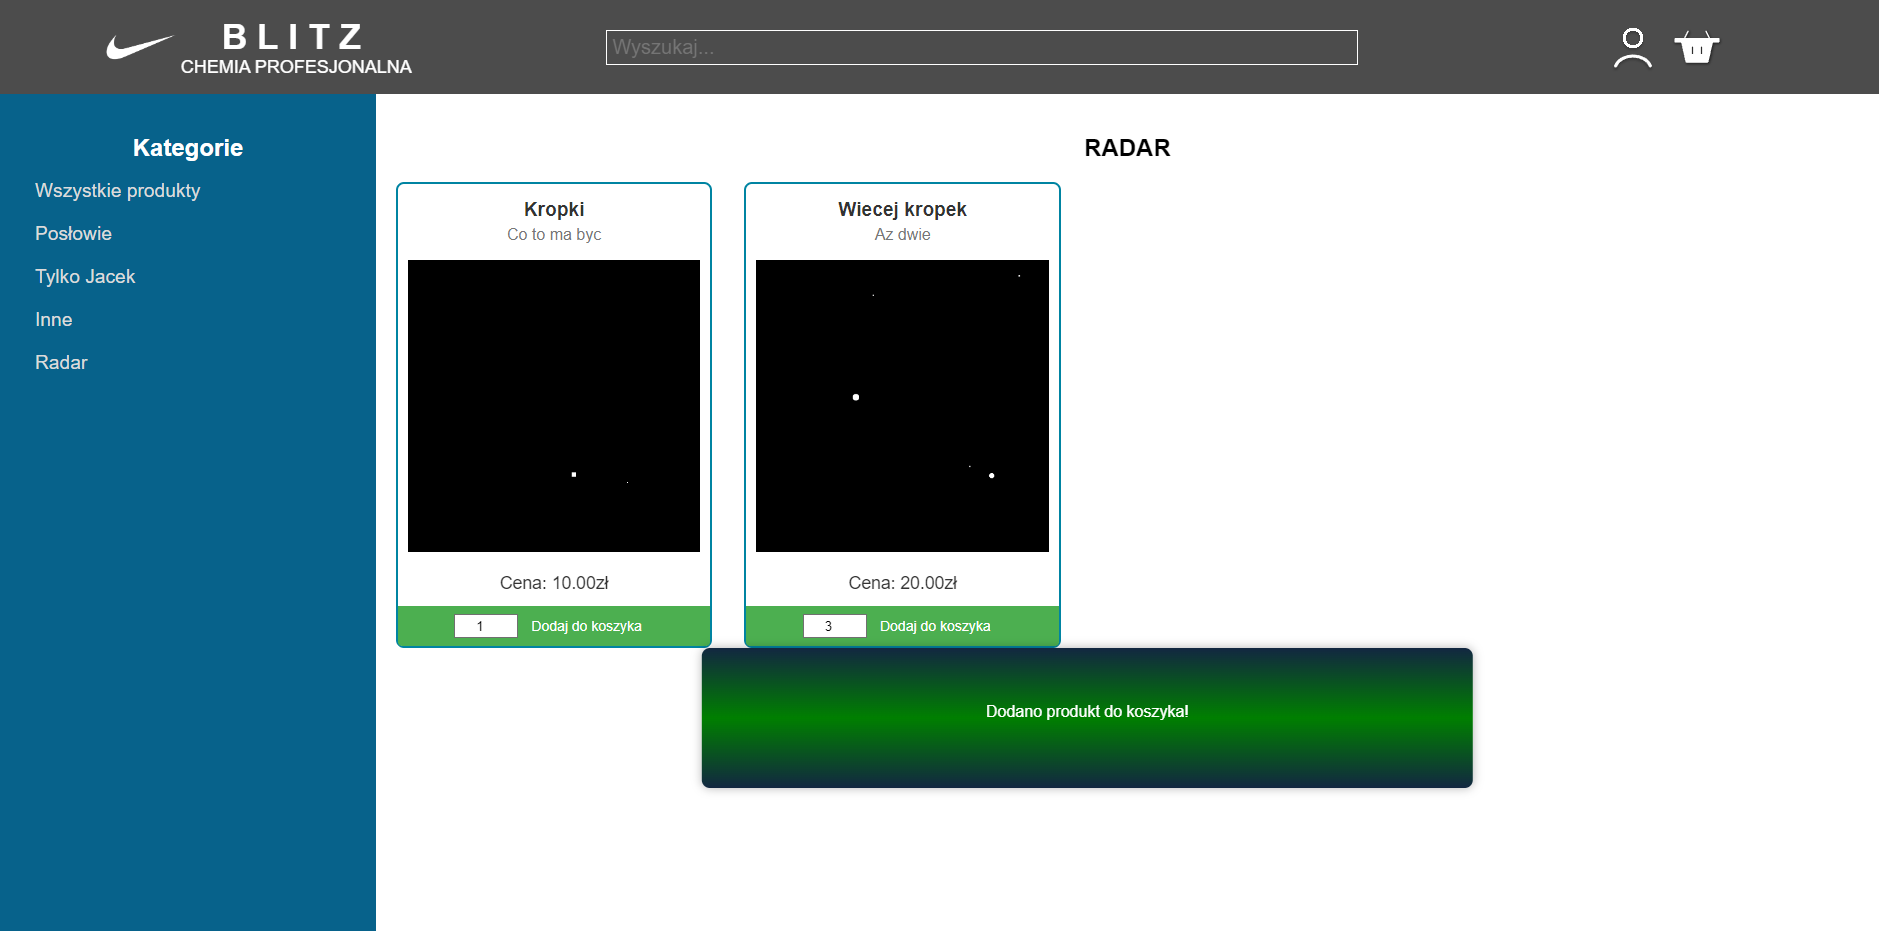 BLITZ
CHEMIA PROFESJONALNA
Wyszukaj...
Kategorie
Wszystkie produkty
Posłowie
Tylko Jacek
Inne
Radar
RADAR
Kropki
Co to ma byc
Cena: 10.00zł
1 Dodaj do koszyka
Wiecej kropek
Az dwie
Cena: 20.00zł
3 Dodaj do koszyka
Dodano produkt do koszyka!